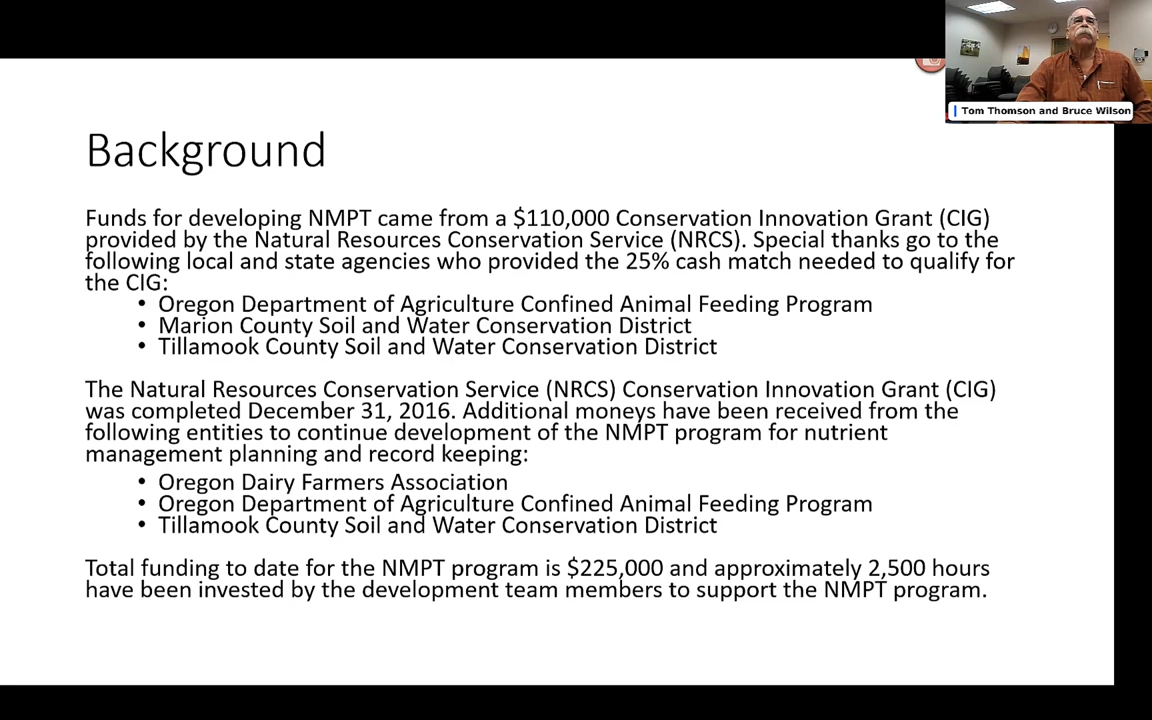 Tom Thomson and Bruce Wilson
Background
Funds for developing NMPT came from a $110,000 Conservation Innovation Grant (CIG)
provided by the Natural Resources Conservation Service (NRCS). Special thanks go to the
following local and state agencies who provided the 25% cash match needed to qualify for
the CIG:
• Oregon Department of Agriculture Confined Animal Feeding Program
• Marion County Soil and Water Conservation District
• Tillamook County Soil and Water Conservation District
The Natural Resources Conservation Service (NRCS) Conservation Innovation Grant (CIG)
was completed December 31, 2016. Additional moneys have been received from the
following entities to continue development of the NMPT program for nutrient
management planning and record keeping:
• Oregon Dairy Farmers Association
• Oregon Department of Agriculture Confined Animal Feeding Program
• Tillamook County Soil and Water Conservation District
Total funding to date for the NMPT program is $225,000 and approximately 2,500 hours
have been invested by the development team members to support the NMPT program.